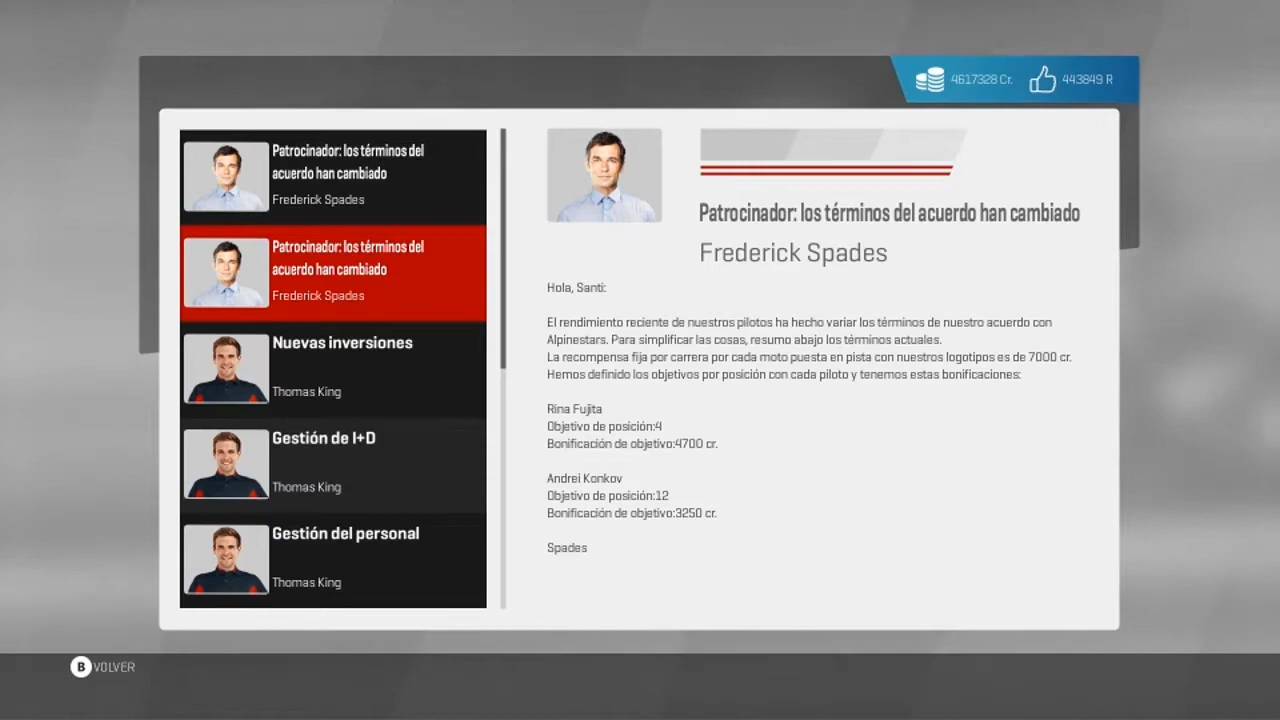 4617328 Cr.
443849 R
Patrocinador: los términos del
acuerdo han cambiado
Frederick Spades
Patrocinador: los términos del
acuerdo han cambiado
Frederick Spades
Nuevas inversiones
Thomas King
Gestión de I+D
Thomas King
Gestión del personal
Thomas King
Patrocinador: los términos del acuerdo han cambiado
Frederick Spades
Hola, Santi:
El rendimiento reciente de nuestros pilotos ha hecho variar los términos de nuestro acuerdo con
Alpinestars. Para simplificar las cosas, resumo abajo los términos actuales.
La recompensa fija por carrera por cada moto puesta en pista con nuestros logotipos es de 7000 cr.
Hemos definido los objetivos por posición con cada piloto y tenemos estas bonificaciones:
Rina Fujita
Objetivo de posición:4
Bonificación de objetivo:4700 cr.
Andrei Konkov
Objetivo de posición:12
Bonificación de objetivo:3250 cr.
Spades
B VOLVER